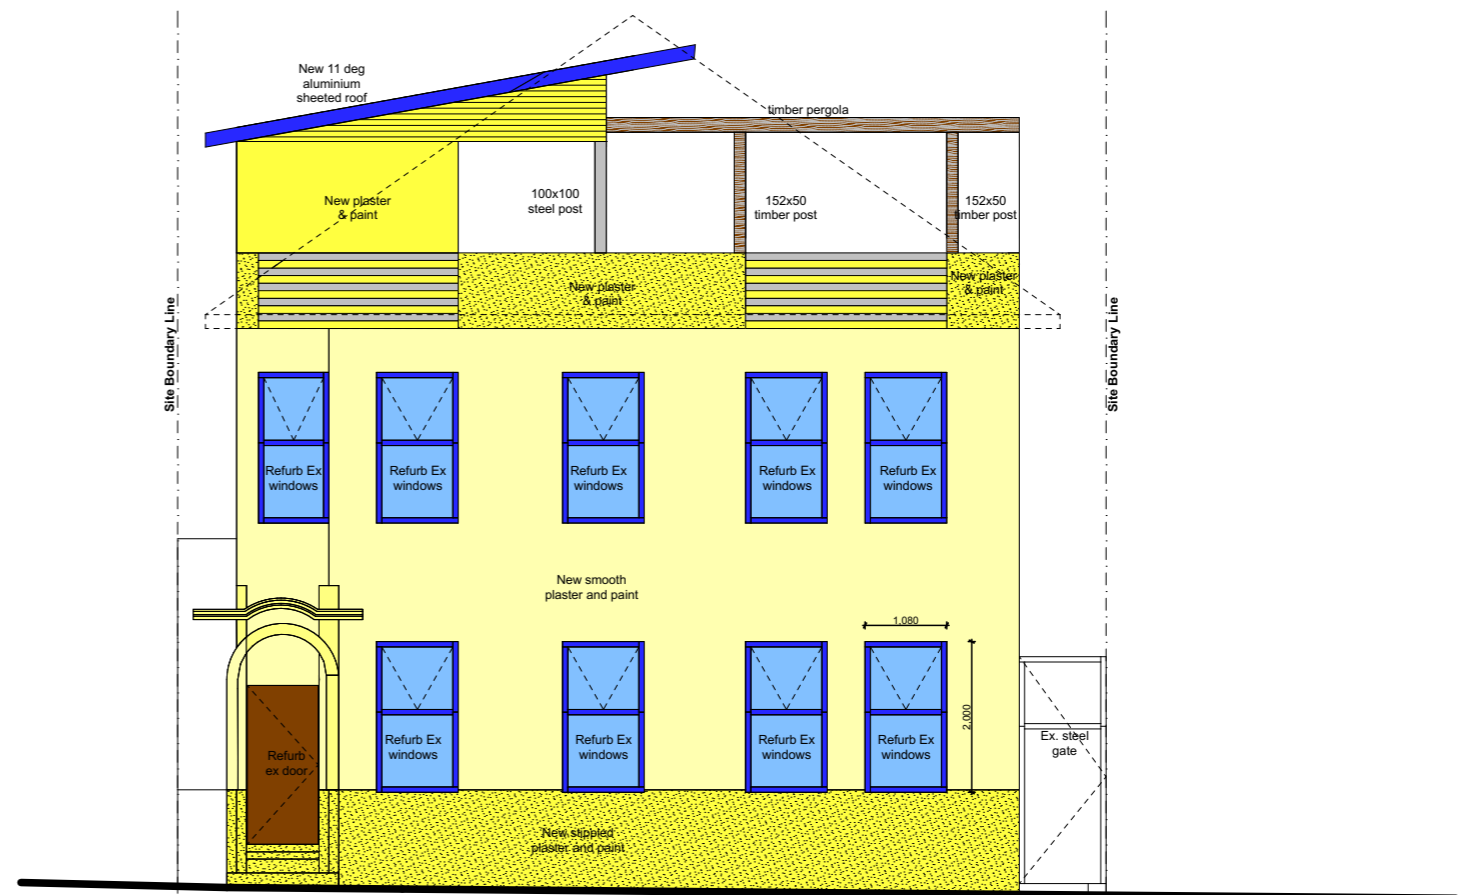 New 11 deg
aluminium
sheeted roof
timber pergola
New plaster
& paint
100x100
steel post
152x50
timber post
152x50
timber post
New plaster
& paint
New plaster
& paint
Site Boundary Line
Site Boundary Line
Refurb Ex
windows
Refurb Ex
windows
Refurb Ex
windows
Refurb Ex
windows
Refurb Ex
windows
New smooth
plaster and paint
1,080
2,000
Refurb
ex door
Refurb Ex
windows
Refurb Ex
windows
Refurb Ex
windows
Refurb Ex
windows
Ex. steel
gate
New stippled
plaster and paint